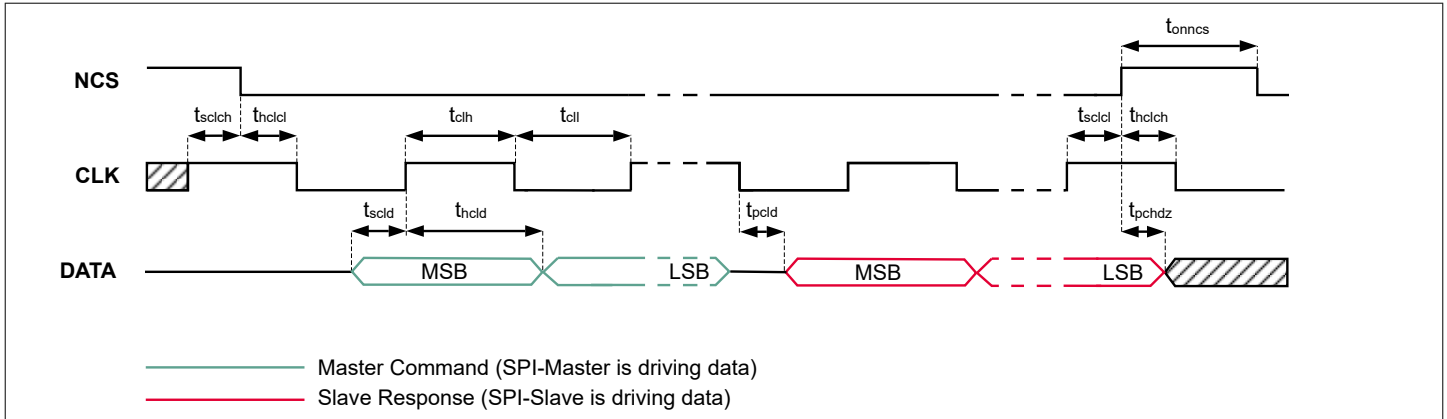 tonncs
NCS
tsclch thclcl tclh tcll tsclcl thclch
CLK
tscld thcld tpcld tpchdz
DATA MSB LSB MSB LSB
Master Command (SPI-Master is driving data)
Slave Response (SPI-Slave is driving data)